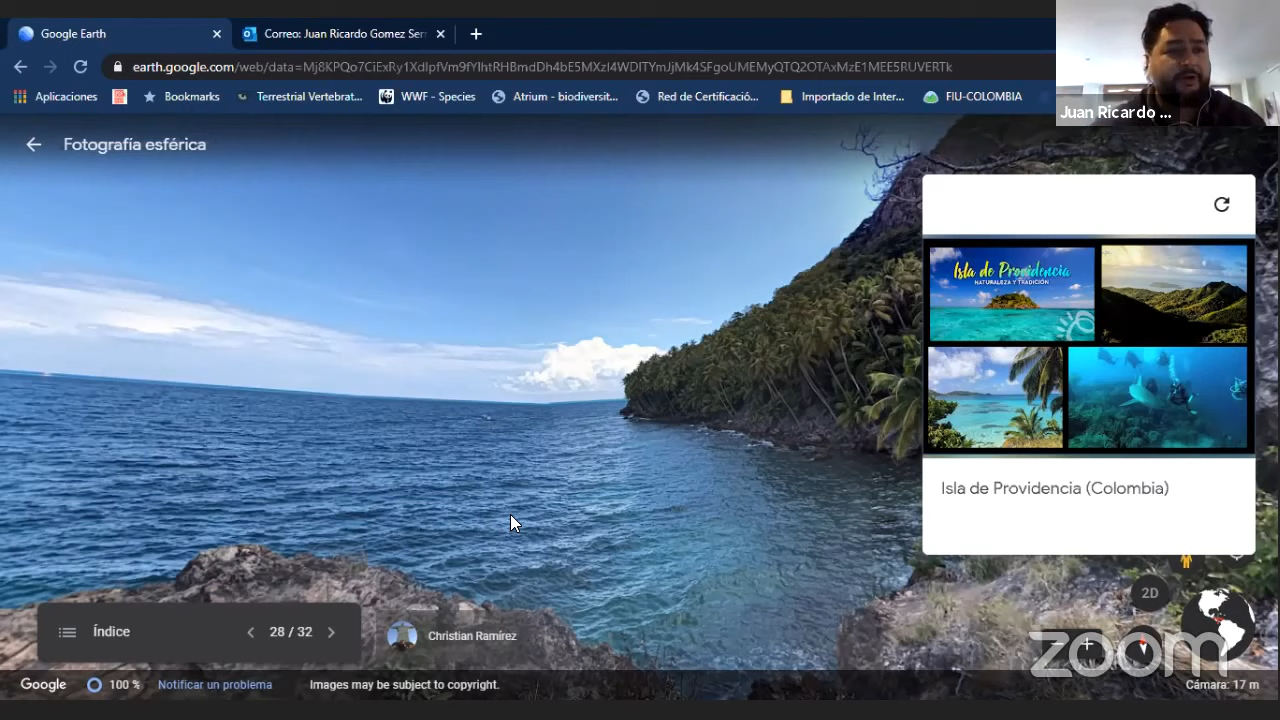 Google Earth
Correo: Juan Ricardo Gomez Serr
earth.google.com/web/data=Mj8KPQo7CiExRy1XdlpfVm9fYlhtRHBmdDh4bE5MXzl4WDlTYmJjMk4SFgoUMEMyQTQ2OTAxMzE1MEE5RUVERTk
Aplicaciones
Bookmarks
Terrestrial Vertebrat...
WWF - Species
Atrium - biodiversit...
Red de Certificació...
Importado de Inter...
FIU-COLOMBIA
Juan Ricardo ...
Fotografía esférica
Isla de Providencia
NATURALEZA Y TRADICIÓN
Isla de Providencia (Colombia)
2D
Índice
28 / 32
Christian Ramírez
zoom
Google
100 %
Notificar un problema
Images may be subject to copyright.
Cámara: 17 m